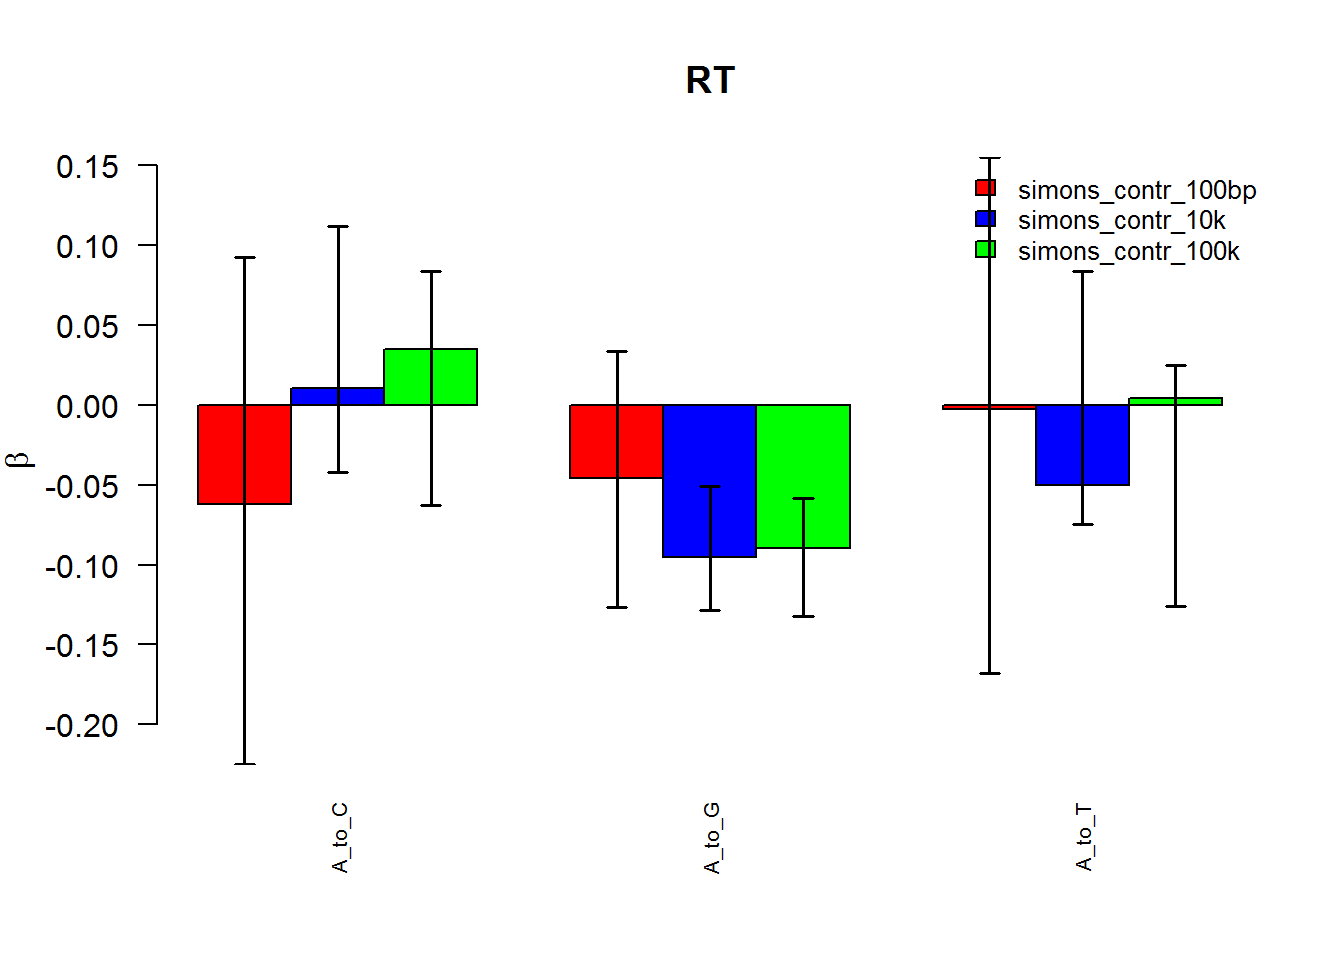 RT
0.15
0.10
0.05
0.00
-0.05
-0.10
-0.15
-0.20
β
simons_contr_100bp
simons_contr_10k
simons_contr_100k
A_to_C
A_to_G
A_to_T